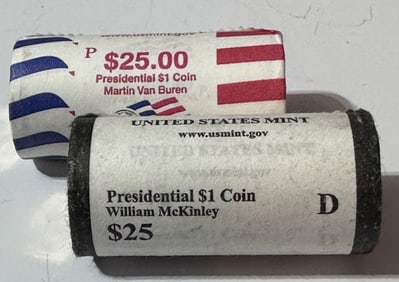 www.usmint.gov
P $25.00
Presidential $1 Coin
Martin Van Buren
UNITED STATES MINT
www.usmint.gov
Presidential $1 Coin
William McKinley
$25
D